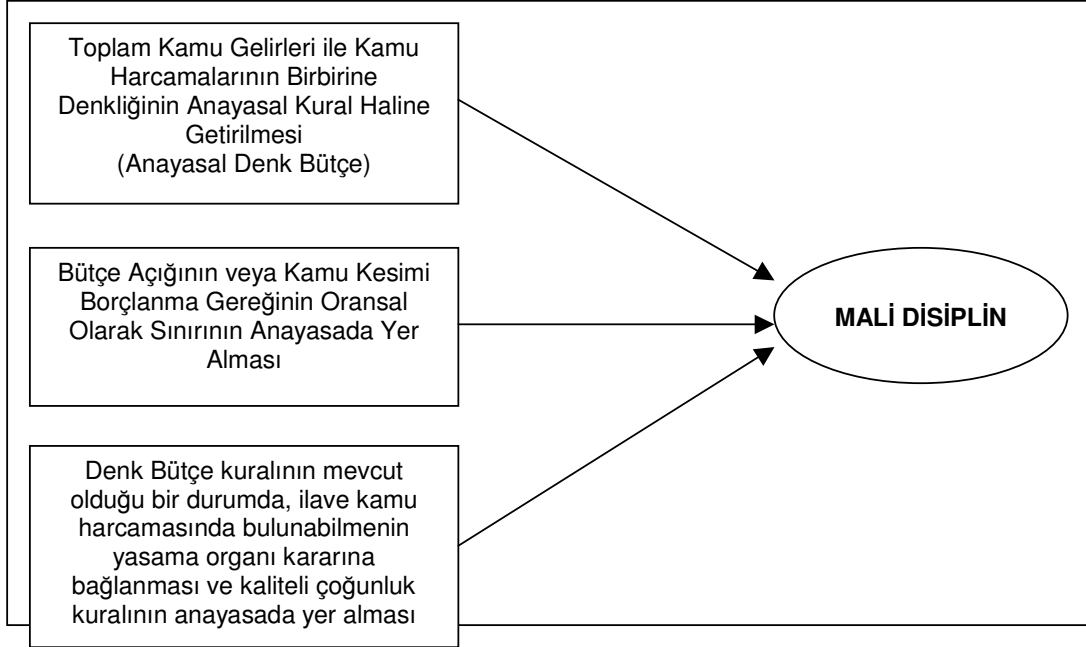 Toplam Kamu Gelirleri ile Kamu
Harcamalarının Birbirine
Denkliğinin Anayasal Kural Haline
Getirilmesi
(Anayasal Denk Bütçe)
Bütçe Açığının veya Kamu Kesimi
Borçlanma Gereğinin Oransal
Olarak Sınırının Anayasada Yer
Alması
Denk Bütçe kuralının mevcut
olduğu bir durumda, ilave kamu
harcamasında bulunabilmenin
yasama organı kararına
bağlanması ve kaliteli çoğunluk
kuralının anayasada yer alması
MALİ DİSİPLİN